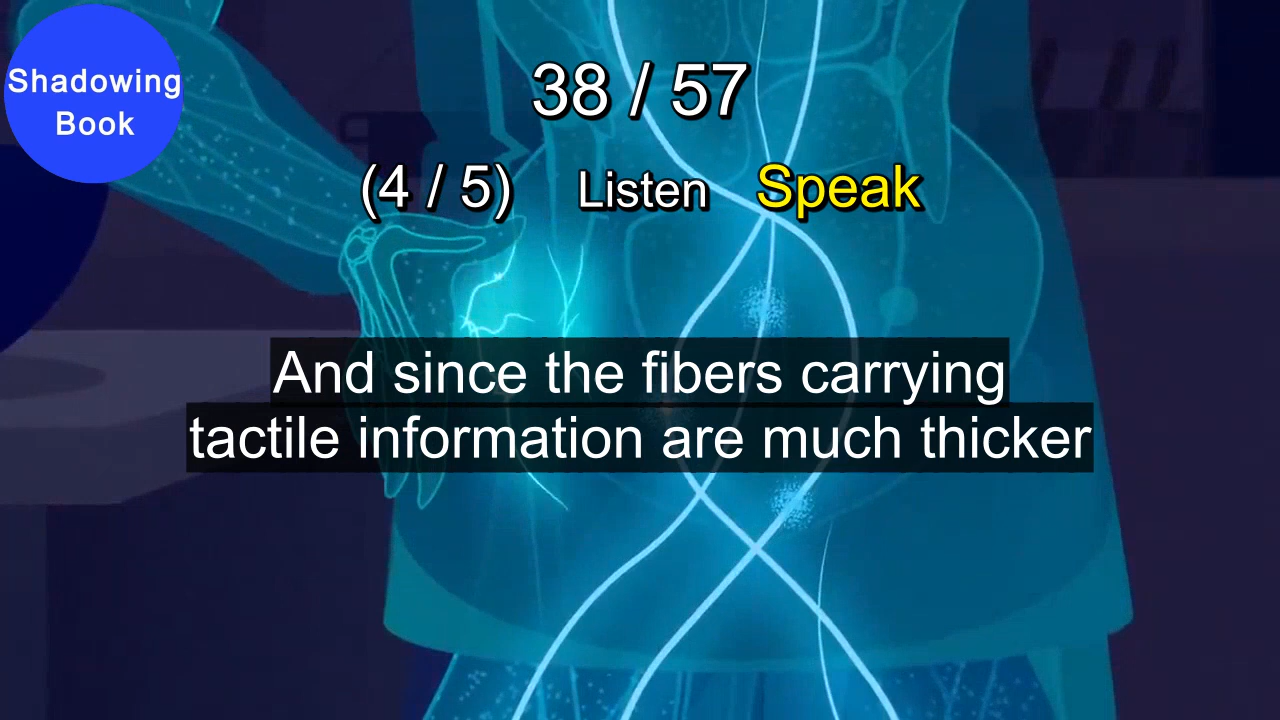 Shadowing
Book
38 / 57
(4 / 5) Listen Speak
And since the fibers carrying
tactile information are much thicker